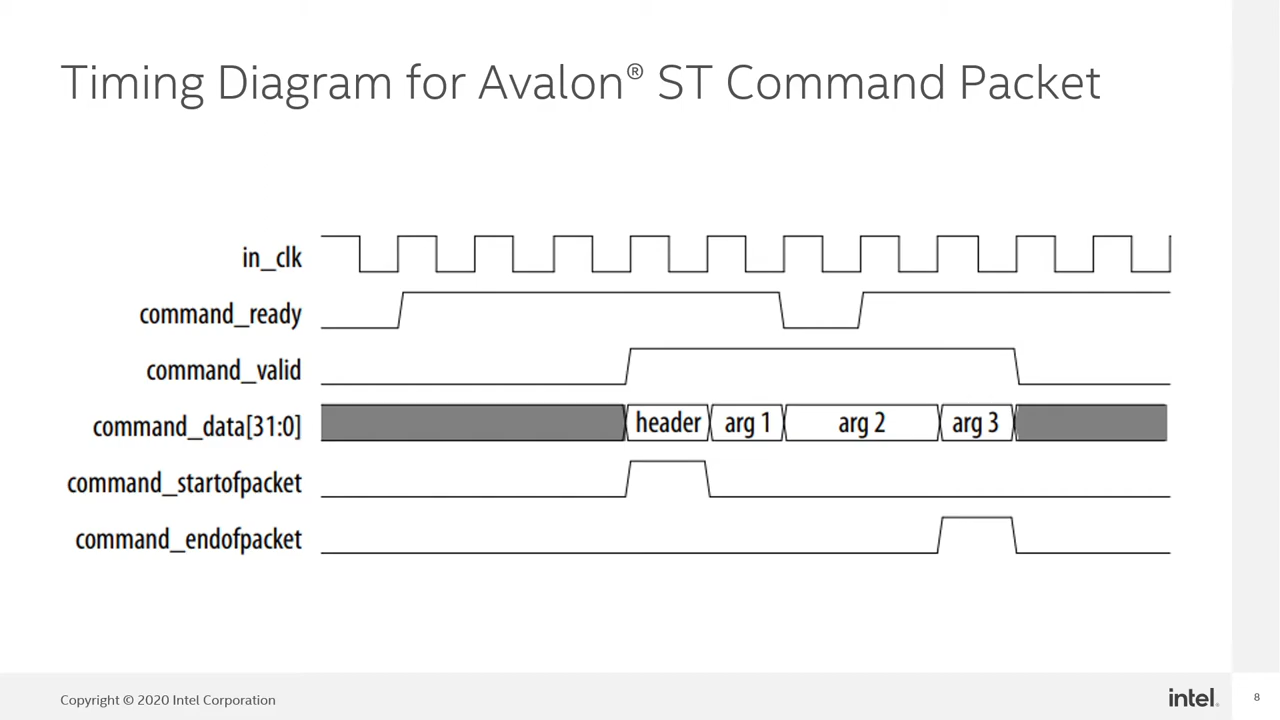 Timing Diagram for Avalon® ST Command Packet
in_clk
command_ready
command_valid
command_data[31:0] header arg 1 arg 2 arg 3
command_startofpacket
command_endofpacket
Copyright © 2020 Intel Corporation intel. 8